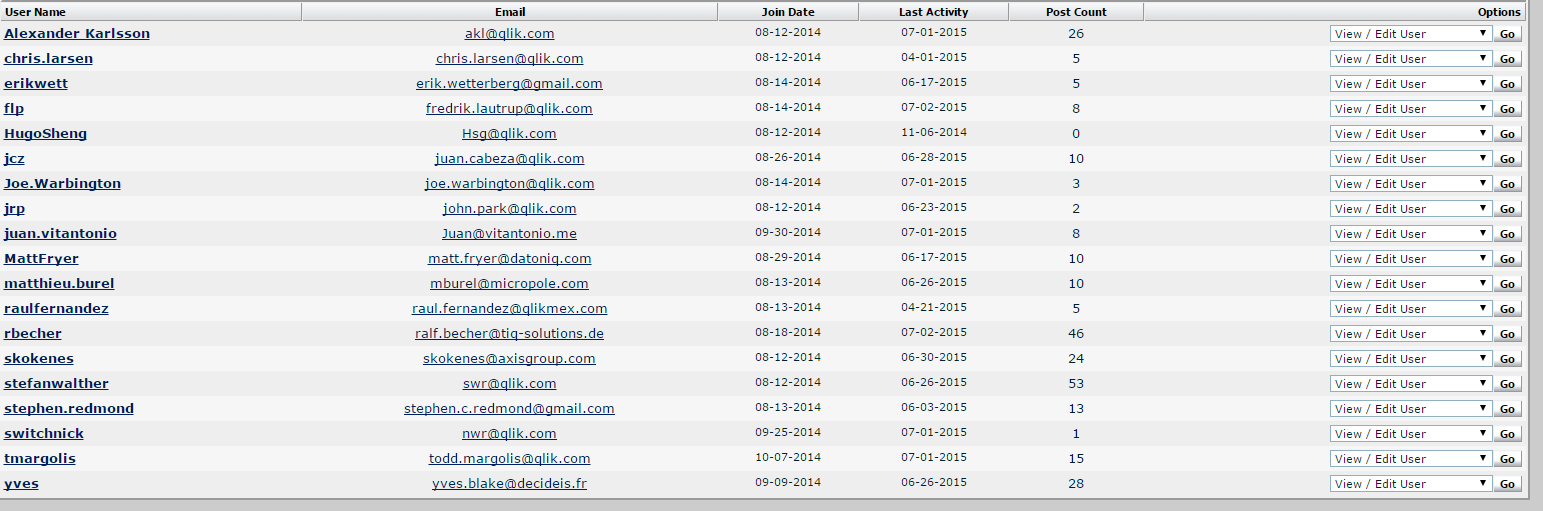 User Name Email Join Date Last Activity Post Count Options
Alexander Karlsson akl@qlik.com 08-12-2014 07-01-2015 26 View / Edit User Go
chris.larsen chris.larsen@qlik.com 08-12-2014 04-01-2015 5 View / Edit User Go
erikwett erik.wetterberg@gmail.com 08-14-2014 06-17-2015 5 View / Edit User Go
flp fredrik.lautrup@qlik.com 08-14-2014 07-02-2015 8 View / Edit User Go
HugoSheng Hsg@qlik.com 08-12-2014 11-06-2014 0 View / Edit User Go
jcz juan.cabeza@qlik.com 08-26-2014 06-28-2015 10 View / Edit User Go
Joe.Warbington joe.warbington@qlik.com 08-14-2014 07-01-2015 3 View / Edit User Go
jrp john.park@qlik.com 08-12-2014 06-23-2015 2 View / Edit User Go
juan.vitantonio Juan@vitantonio.me 09-30-2014 07-01-2015 8 View / Edit User Go
MattFryer matt.fryer@datoniq.com 08-29-2014 06-17-2015 10 View / Edit User Go
matthieu.burel mburel@micropole.com 08-13-2014 06-26-2015 10 View / Edit User Go
raulfernandez raul.fernandez@qlikmex.com 08-13-2014 04-21-2015 5 View / Edit User Go
rbecher ralf.becher@tiq-solutions.de 08-18-2014 07-02-2015 46 View / Edit User Go
skokenes skokenes@axisgroup.com 08-12-2014 06-30-2015 24 View / Edit User Go
stefanwalther swr@qlik.com 08-12-2014 06-26-2015 53 View / Edit User Go
stephen.redmond stephen.c.redmond@gmail.com 08-13-2014 06-03-2015 13 View / Edit User Go
switchnick nwr@qlik.com 09-25-2014 07-01-2015 1 View / Edit User Go
tmargolis todd.margolis@qlik.com 10-07-2014 07-01-2015 15 View / Edit User Go
yves yves.blake@decideis.fr 09-09-2014 06-26-2015 28 View / Edit User Go